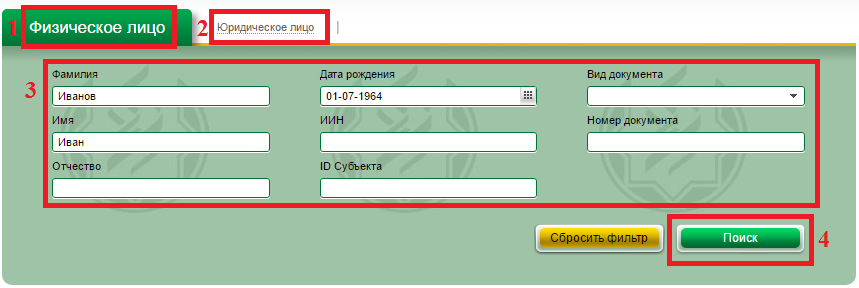 1 Физическое лицо 2 Юридическое лицо |
3
Фамилия Дата рождения Вид документа
Иванов 01-07-1964
Имя ИИН Номер документа
Иван
Отчество ID Субъекта
Сбросить фильтр Поиск 4